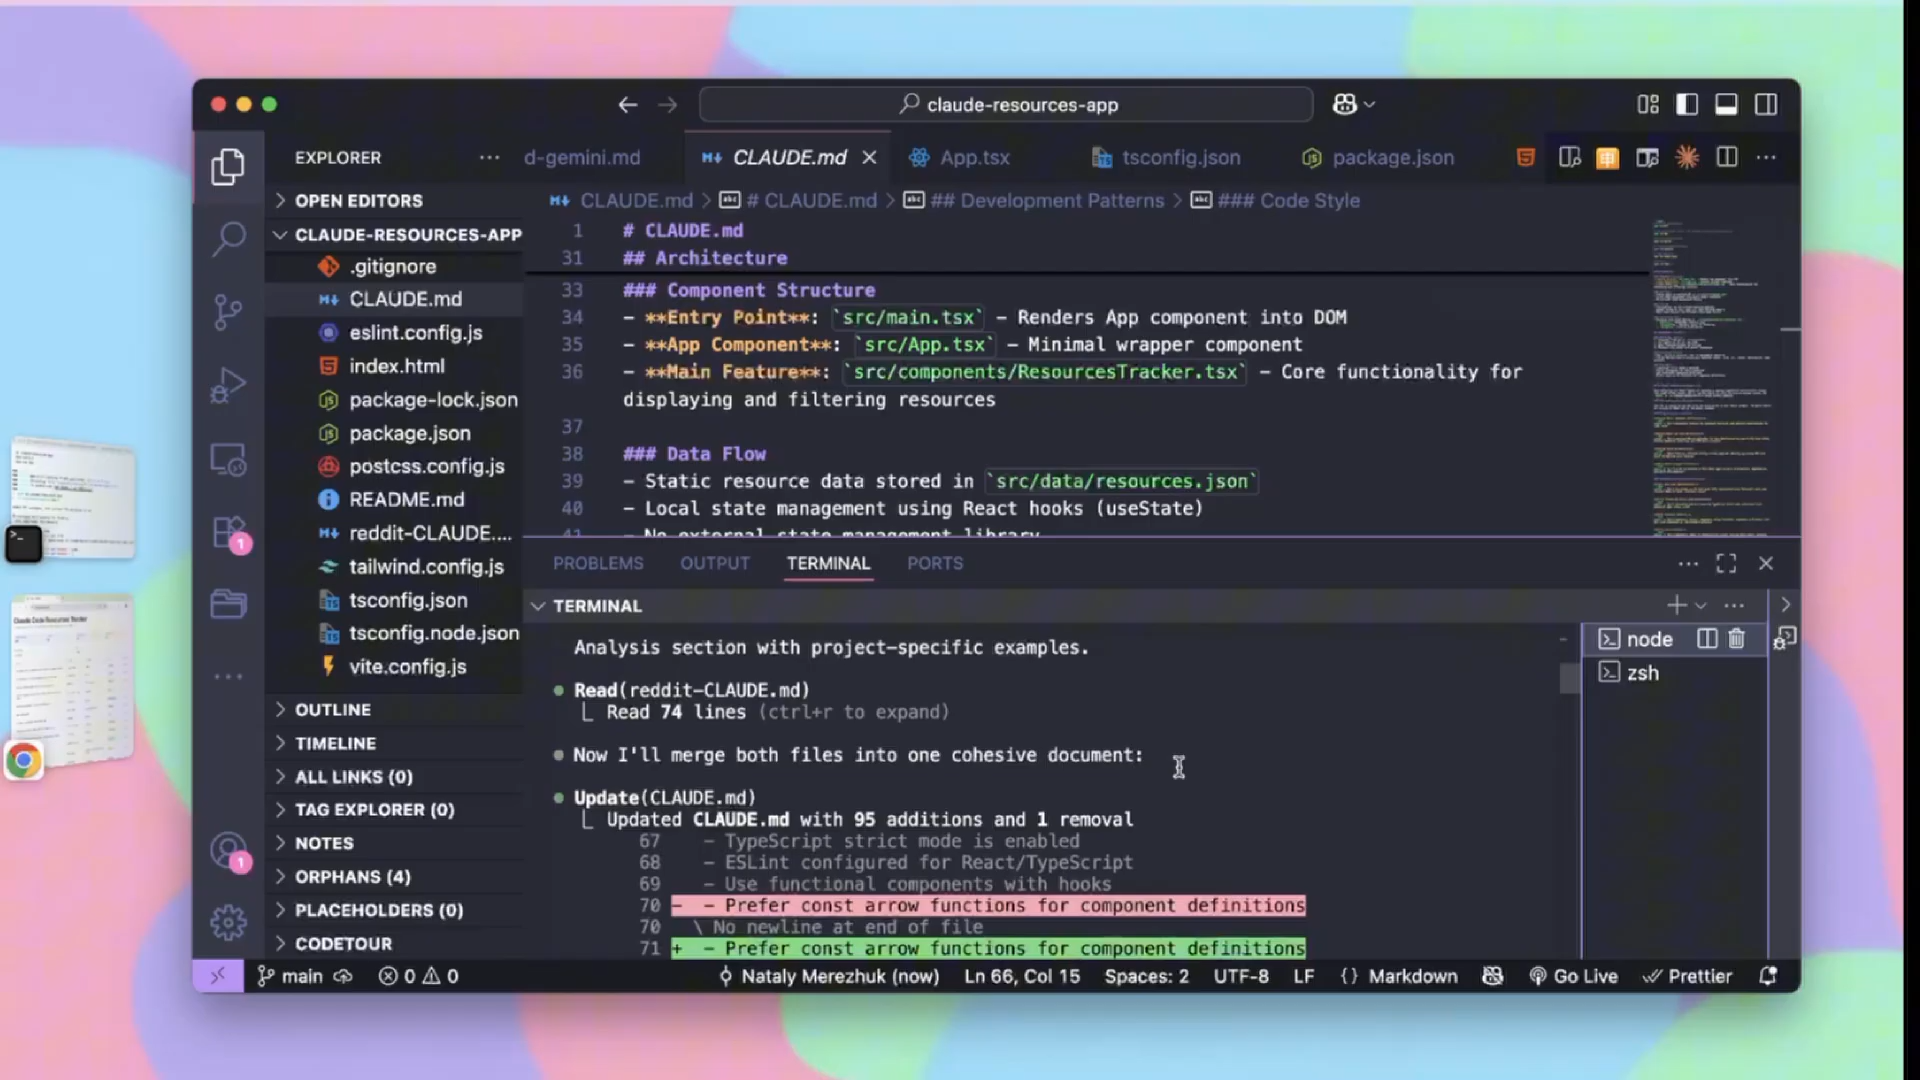 claude-resources-app
EXPLORER
d-gemini.md
CLAUDE.md
App.tsx
tsconfig.json
package.json
OPEN EDITORS
CLAUDE-RESOURCES-APP
.gitignore
CLAUDE.md
eslint.config.js
index.html
package-lock.json
package.json
postcss.config.js
README.md
reddit-CLAUDE....
tailwind.config.js
tsconfig.json
tsconfig.node.json
vite.config.js
OUTLINE
TIMELINE
ALL LINKS (0)
TAG EXPLORER (0)
NOTES
ORPHANS (4)
PLACEHOLDERS (0)
CODETOUR
1
1
CLAUDE.md > # CLAUDE.md > ## Development Patterns > ### Code Style
1 # CLAUDE.md
31 ## Architecture
33 ### Component Structure
34 - **Entry Point**: `src/main.tsx` - Renders App component into DOM
35 - **App Component**: `src/App.tsx` - Minimal wrapper component
36 - **Main Feature**: `src/components/ResourcesTracker.tsx` - Core functionality for
displaying and filtering resources
37
38 ### Data Flow
39 - Static resource data stored in `src/data/resources.json`
40 - Local state management using React hooks (useState)
41 - No external state management library
PROBLEMS
OUTPUT
TERMINAL
PORTS
TERMINAL
Analysis section with project-specific examples.
Read(reddit-CLAUDE.md)
Read 74 lines (ctrl+r to expand)
Now I'll merge both files into one cohesive document:
Update(CLAUDE.md)
Updated CLAUDE.md with 95 additions and 1 removal
67 - TypeScript strict mode is enabled
68 - ESLint configured for React/TypeScript
69 - Use functional components with hooks
70 - - Prefer const arrow functions for component definitions
70 \ No newline at end of file
71 + - Prefer const arrow functions for component definitions
node
zsh
main
0
0
Nataly Merezhuk (now)
Ln 66, Col 15
Spaces: 2
UTF-8
LF
{ } Markdown
Go Live
Prettier